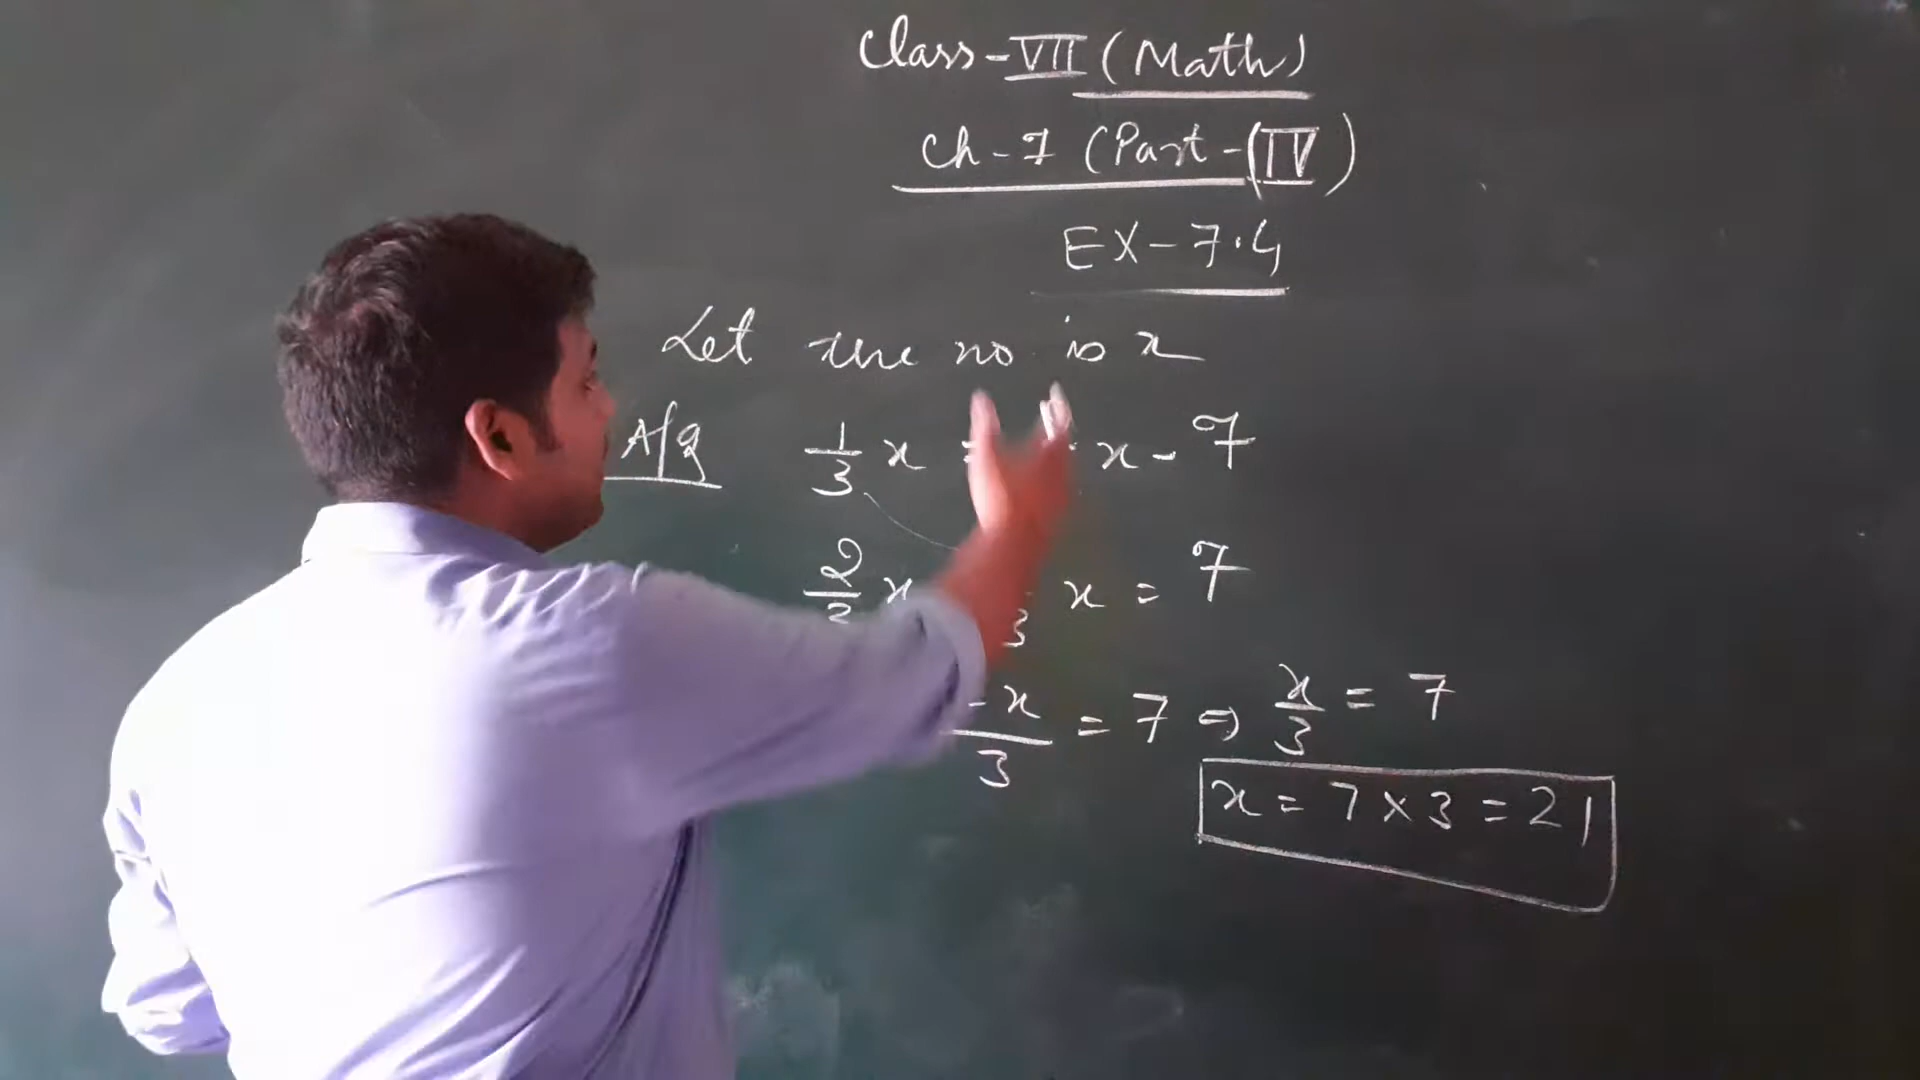 Class-VII (Math)
Ch-7 (Part-(IV)
EX-7.4
Let the no is x
A/q 1/3 x = x - 7
2/3 x 3 x = 7
-x/3 = 7 ⇒ x/3 = 7
x = 7 × 3 = 21